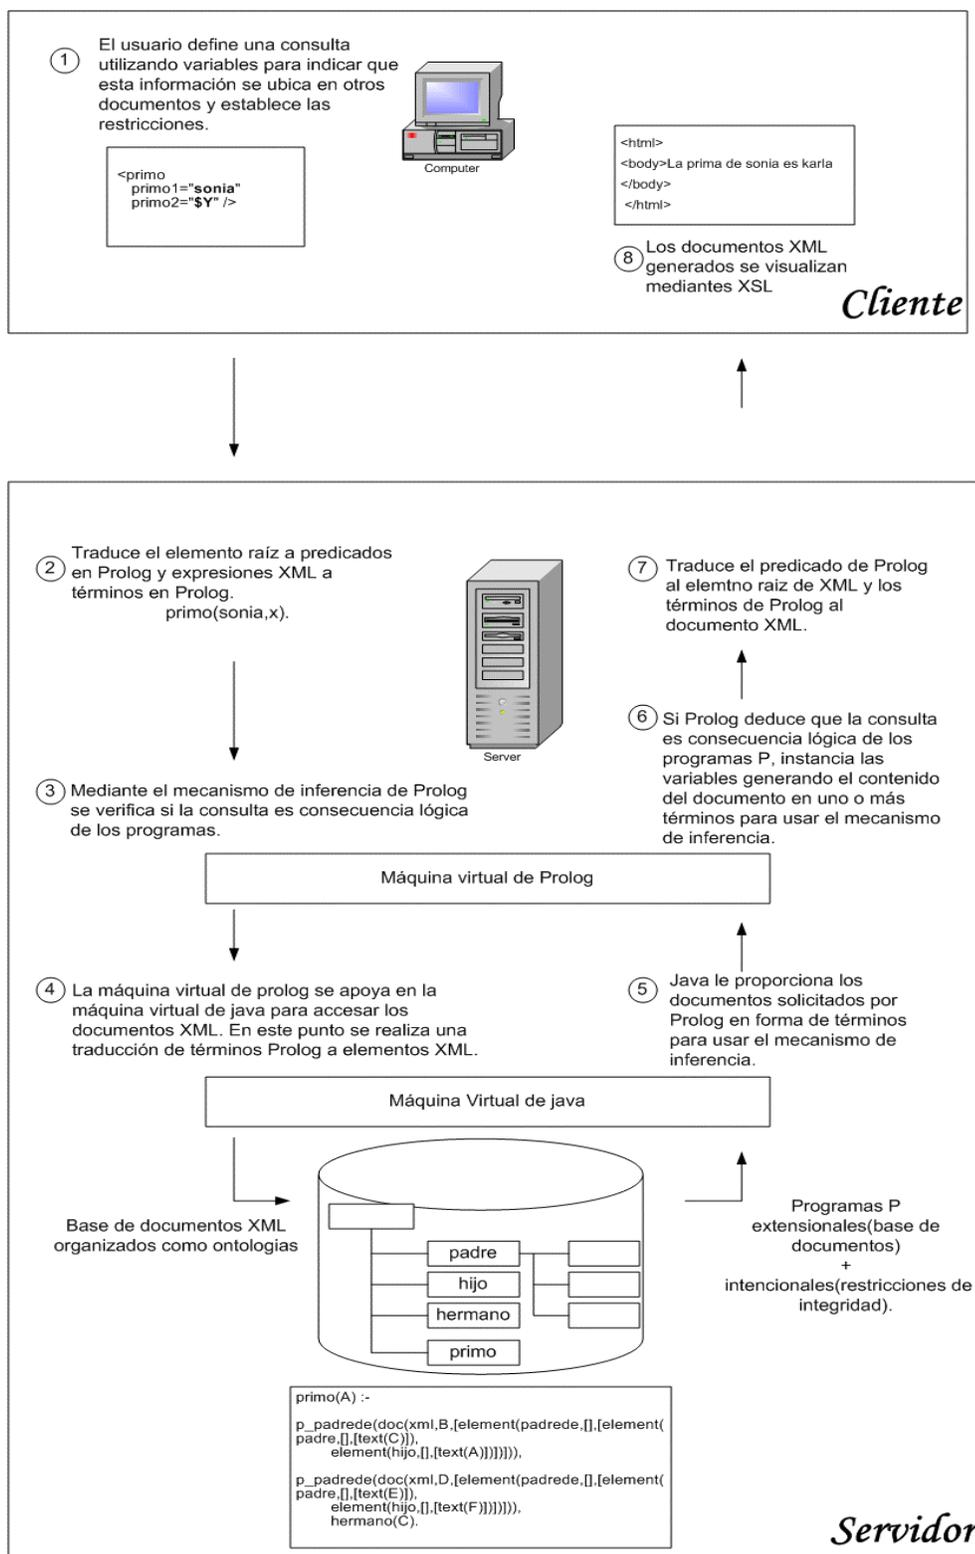 1
El usuario define una consulta
utilizando variables para indicar que
esta información se ubica en otros
documentos y establece las
restricciones.
<primo
primo1="sonia"
primo2="$Y" />
Computer
<html>
<body>La prima de sonia es karla
</body>
</html>
8
Los documentos XML
generados se visualizan
mediantes XSL
Cliente
2
Traduce el elemento raíz a predicados
en Prolog y expresiones XML a
términos en Prolog.
primo(sonia,x).
Server
7
Traduce el predicado de Prolog
al elemtno raiz de XML y los
términos de Prolog al
documento XML.
3
Mediante el mecanismo de inferencia de Prolog
se verifica si la consulta es consecuencia lógica
de los programas.
6
Si Prolog deduce que la consulta
es consecuencia lógica de los
programas P, instancia las
variables generando el contenido
del documento en uno o más
términos para usar el mecanismo
de inferencia.
Máquina virtual de Prolog
4
La máquina virtual de prolog se apoya en la
máquina virtual de java para accesar los
documentos XML. En este punto se realiza una
traducción de términos Prolog a elementos XML.
5
Java le proporciona los
documentos solicitados por
Prolog en forma de términos
para usar el mecanismo de
inferencia.
Máquina Virtual de java
Base de documentos XML
organizados como ontologias
padre
hijo
hermano
primo
Programas P
extensionales(base de
documentos)
+
intencionales(restricciones de
integridad).
primo(A) :-
p_padrede(doc(xml,B,[element(padrede,[],[element(
padre,[],[text(C)]),
element(hijo,[],[text(A)])])])),
p_padrede(doc(xml,D,[element(padrede,[],[element(
padre,[],[text(E)]),
element(hijo,[],[text(F)])])])),
hermano(C).
Servidor